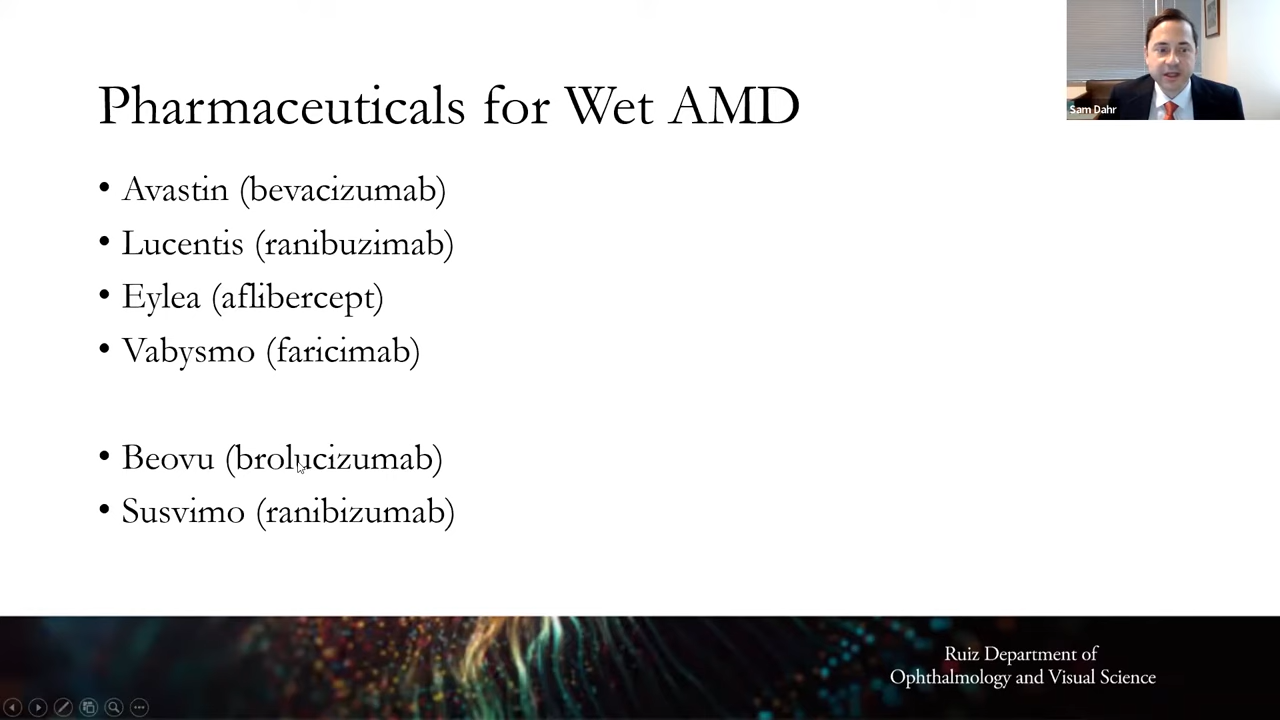 Pharmaceuticals for Wet AMD
• Avastin (bevacizumab)
• Lucentis (ranibuzimab)
• Eylea (aflibercept)
• Vabysmo (faricimab)
• Beovu (brolucizumab)
• Susvimo (ranibizumab)
Sam Dahr
Ruiz Department of
Ophthalmology and Visual Science